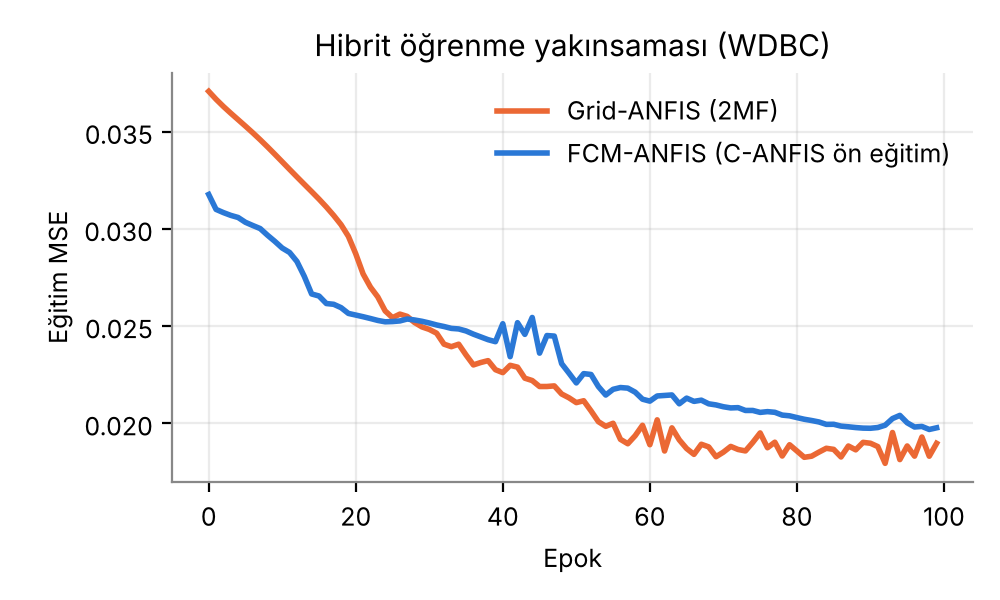 Hibrit öğrenme yakınsaması (WDBC)
Grid-ANFIS (2MF)
FCM-ANFIS (C-ANFIS ön eğitim)
Eğitim MSE
0.035
0.030
0.025
0.020
0 20 40 60 80 100
Epok